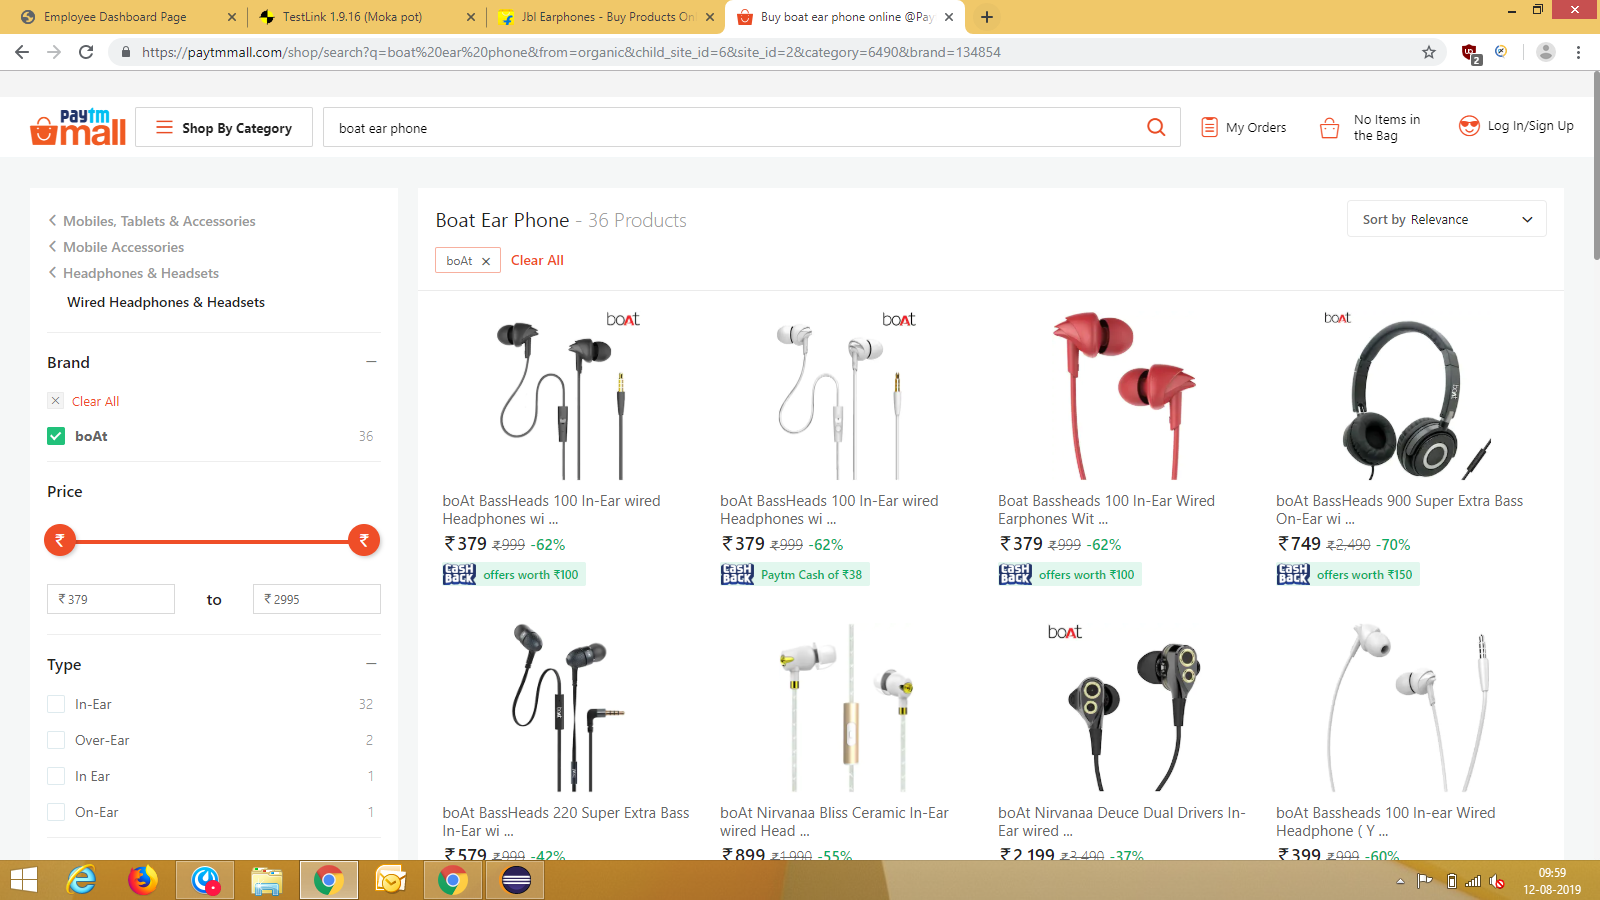 Employee Dashboard Page
TestLink 1.9.16 (Moka pot)
Jbl Earphones - Buy Products On
Buy boat ear phone online @Pay
https://paytmmall.com/shop/search?q=boat%20ear%20phone&from=organic&child_site_id=6&site_id=2&category=6490&brand=134854
2
paytm
mall
Shop By Category
boat ear phone
My Orders
No Items in
the Bag
Log In/Sign Up
Mobiles, Tablets & Accessories
Mobile Accessories
Headphones & Headsets
Wired Headphones & Headsets
Brand
Clear All
boAt 36
Price
₹ ₹
₹ 379 to ₹ 2995
Type
In-Ear 32
Over-Ear 2
In Ear 1
On-Ear 1
Boat Ear Phone - 36 Products
Sort by Relevance
boAt
Clear All
boAt
boAt
boAt
boAt BassHeads 100 In-Ear wired
Headphones wi ...
₹379 ₹999 -62%
CASH BACK offers worth ₹100
boAt BassHeads 100 In-Ear wired
Headphones wi ...
₹379 ₹999 -62%
CASH BACK Paytm Cash of ₹38
Boat Bassheads 100 In-Ear Wired
Earphones Wit ...
₹379 ₹999 -62%
CASH BACK offers worth ₹100
boAt BassHeads 900 Super Extra Bass
On-Ear wi ...
₹749 ₹2,490 -70%
CASH BACK offers worth ₹150
boAt
boAt BassHeads 220 Super Extra Bass
In-Ear wi ...
₹579 ₹999 -42%
boAt Nirvanaa Bliss Ceramic In-Ear
wired Head ...
₹899 ₹1,990 -55%
boAt Nirvanaa Deuce Dual Drivers In-
Ear wired ...
₹2,199 ₹3,490 -37%
boAt Bassheads 100 In-ear Wired
Headphone ( Y ...
₹399 ₹999 -60%
09:59
12-08-2019